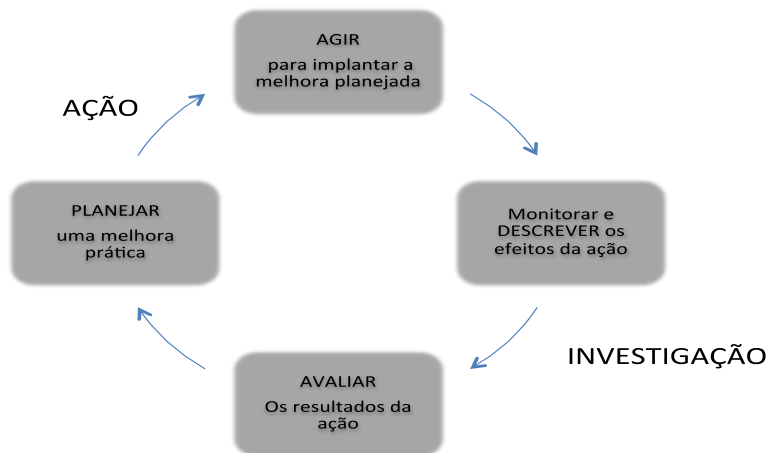 AGIR
para implantar a
melhora planejada
AÇÃO
PLANEJAR
uma melhora
prática
Monitorar e
DESCREVER os
efeitos da ação
INVESTIGAÇÃO
AVALIAR
Os resultados da
ação